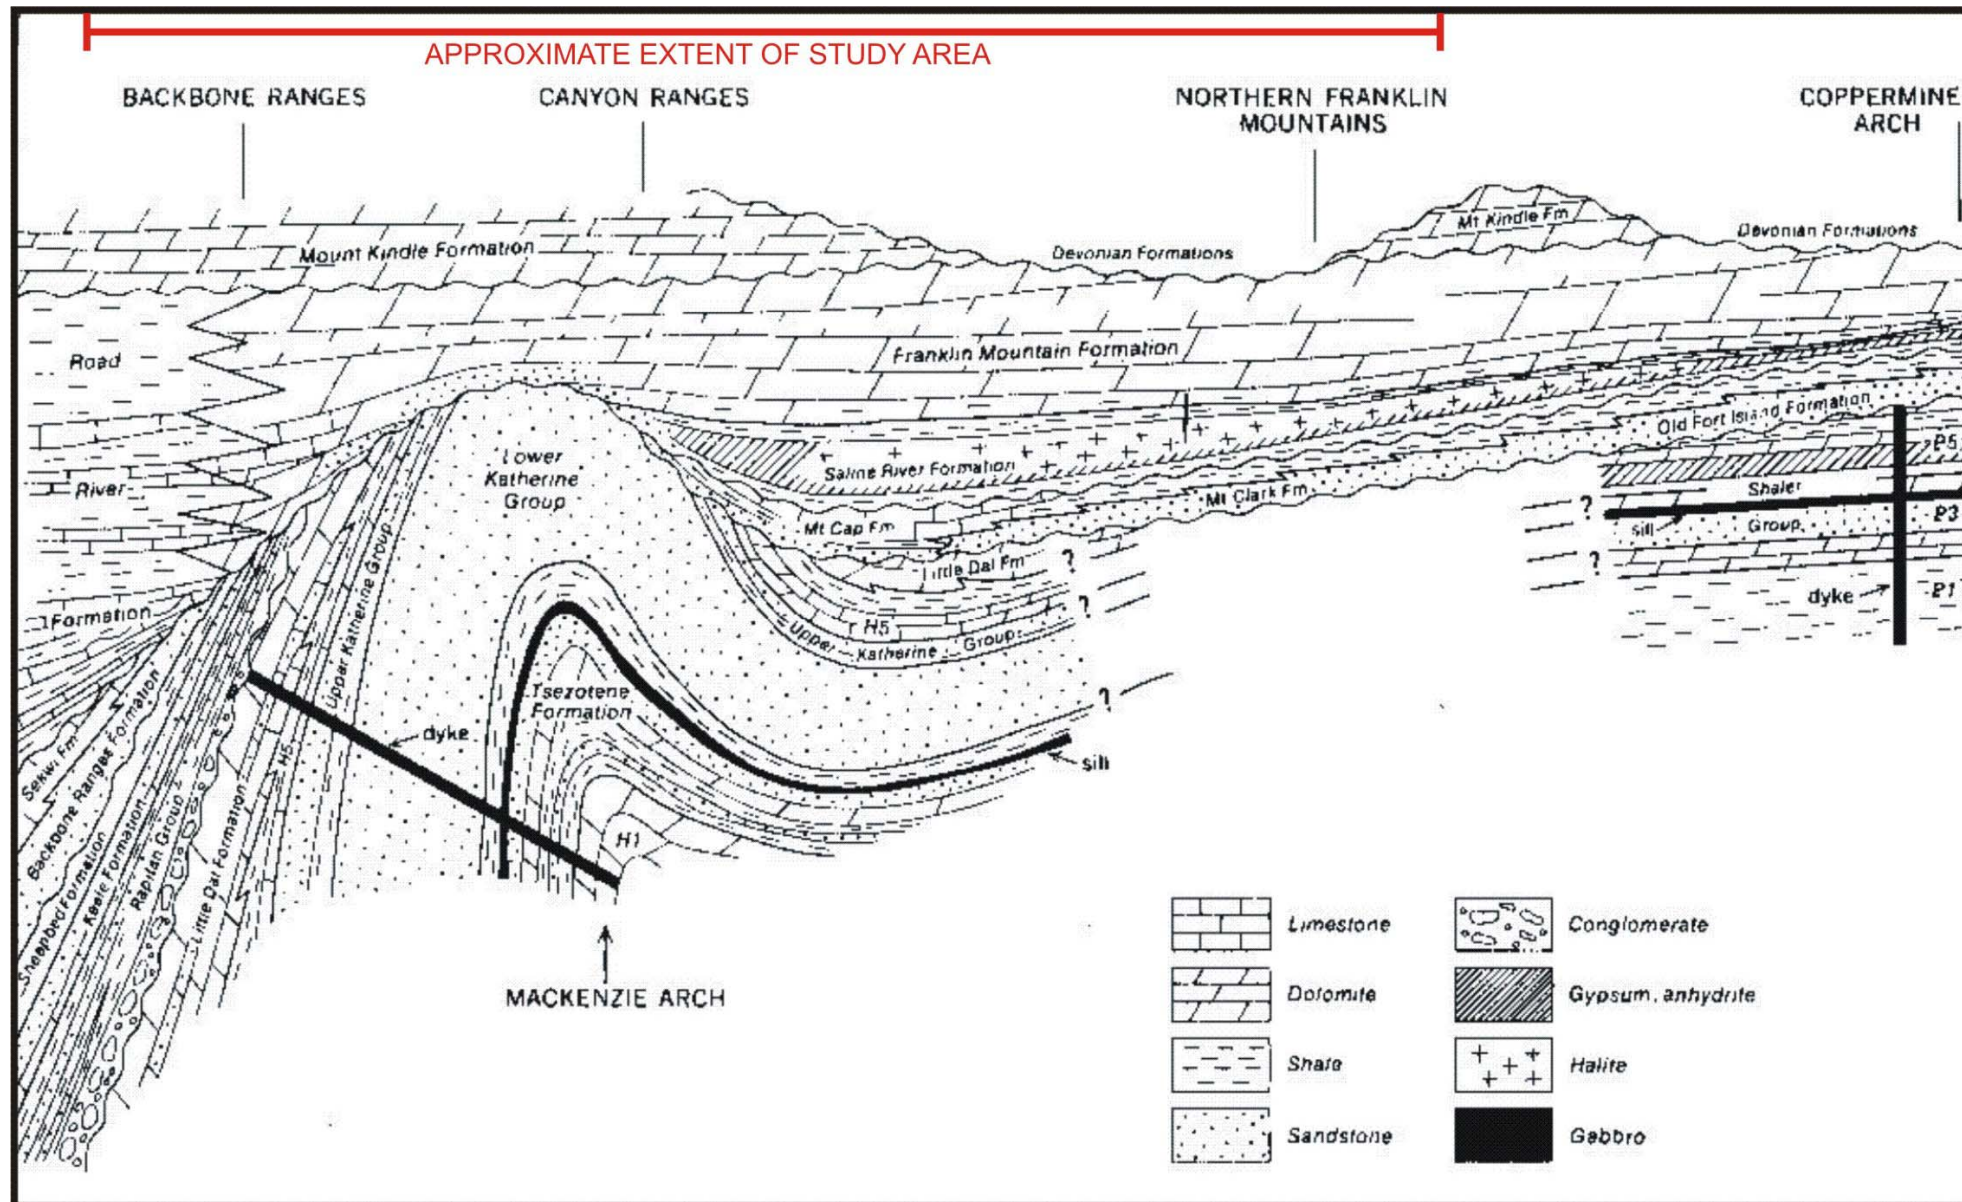 APPROXIMATE EXTENT OF STUDY AREA
BACKBONE RANGES
CANYON RANGES
NORTHERN FRANKLIN
MOUNTAINS
COPPERMINE
ARCH
Mount Kindle Formation
Mt Kindle Fm
Devonian Formations
Devonian Formations
Road
River
Formation
Franklin Mountain Formation
Old Fort Island Formation
Lower
Katherine
Group
Saline River Formation
Mt Clark Fm
Mt Cap Fm
Little Dal Fm
?
?
H5
Upper Katherine Group
?
P5
Shaler
?
sill
Group
P3
?
dyke
P1
Upper Katherine Group
Tsezotene
Formation
dyke
sill
H1
Sekwi Fm
Backbone Ranges Formation
Sheepbed Formation
Keele Formation
Rapitan Group
Little Dal Formation
H5
MACKENZIE ARCH
Limestone
Dolomite
Shale
Sandstone
Conglomerate
Gypsum, anhydrite
Halite
Gabbro